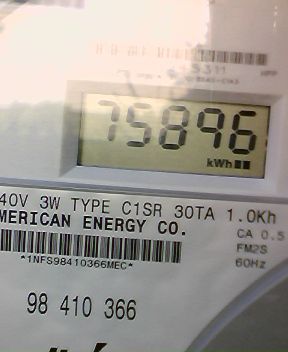 75896
kWh
40V 3W TYPE C1SR 30TA 1.0Kh
MERICAN ENERGY CO.
CA 0.5
*1NFS98410366MEC*
FM2S
60Hz
98 410 366